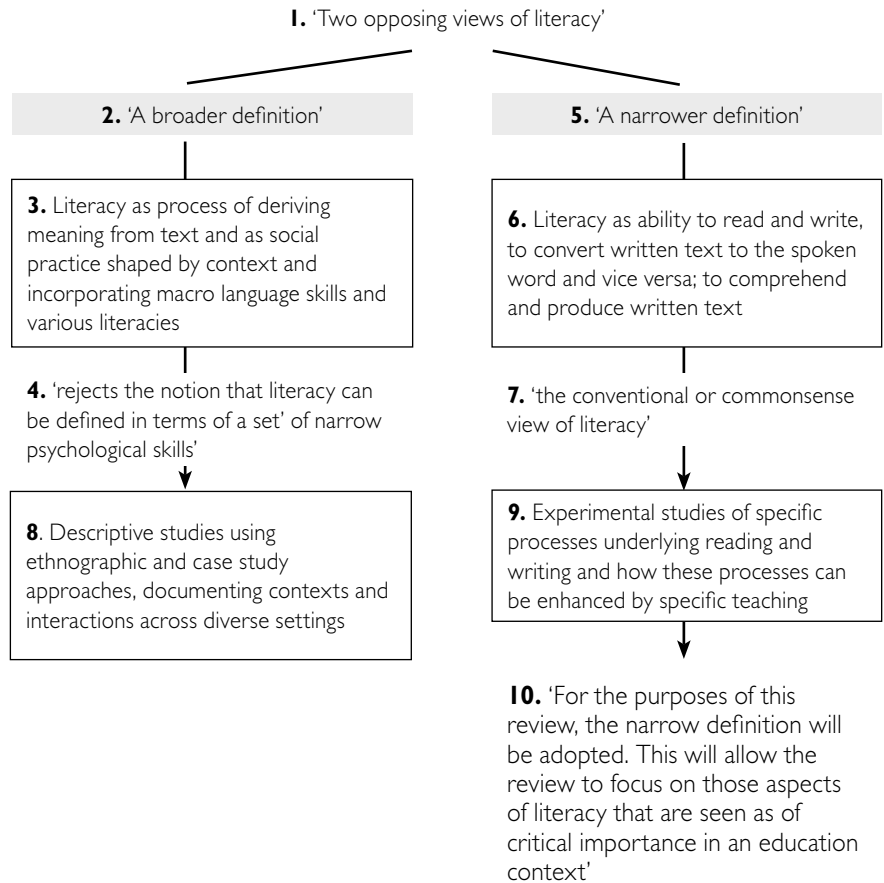 1. ‘Two opposing views of literacy’
2. ‘A broader definition’
3. Literacy as process of deriving
meaning from text and as social
practice shaped by context and
incorporating macro language skills and
various literacies
4. ‘rejects the notion that literacy can
be defined in terms of a set’ of narrow
psychological skills’
8. Descriptive studies using
ethnographic and case study
approaches, documenting contexts and
interactions across diverse settings
5. ‘A narrower definition’
6. Literacy as ability to read and write,
to convert written text to the spoken
word and vice versa; to comprehend
and produce written text
7. ‘the conventional or commonsense
view of literacy’
9. Experimental studies of specific
processes underlying reading and
writing and how these processes can
be enhanced by specific teaching
10. ‘For the purposes of this
review, the narrow definition will
be adopted. This will allow the
review to focus on those aspects
of literacy that are seen as of
critical importance in an education
context’